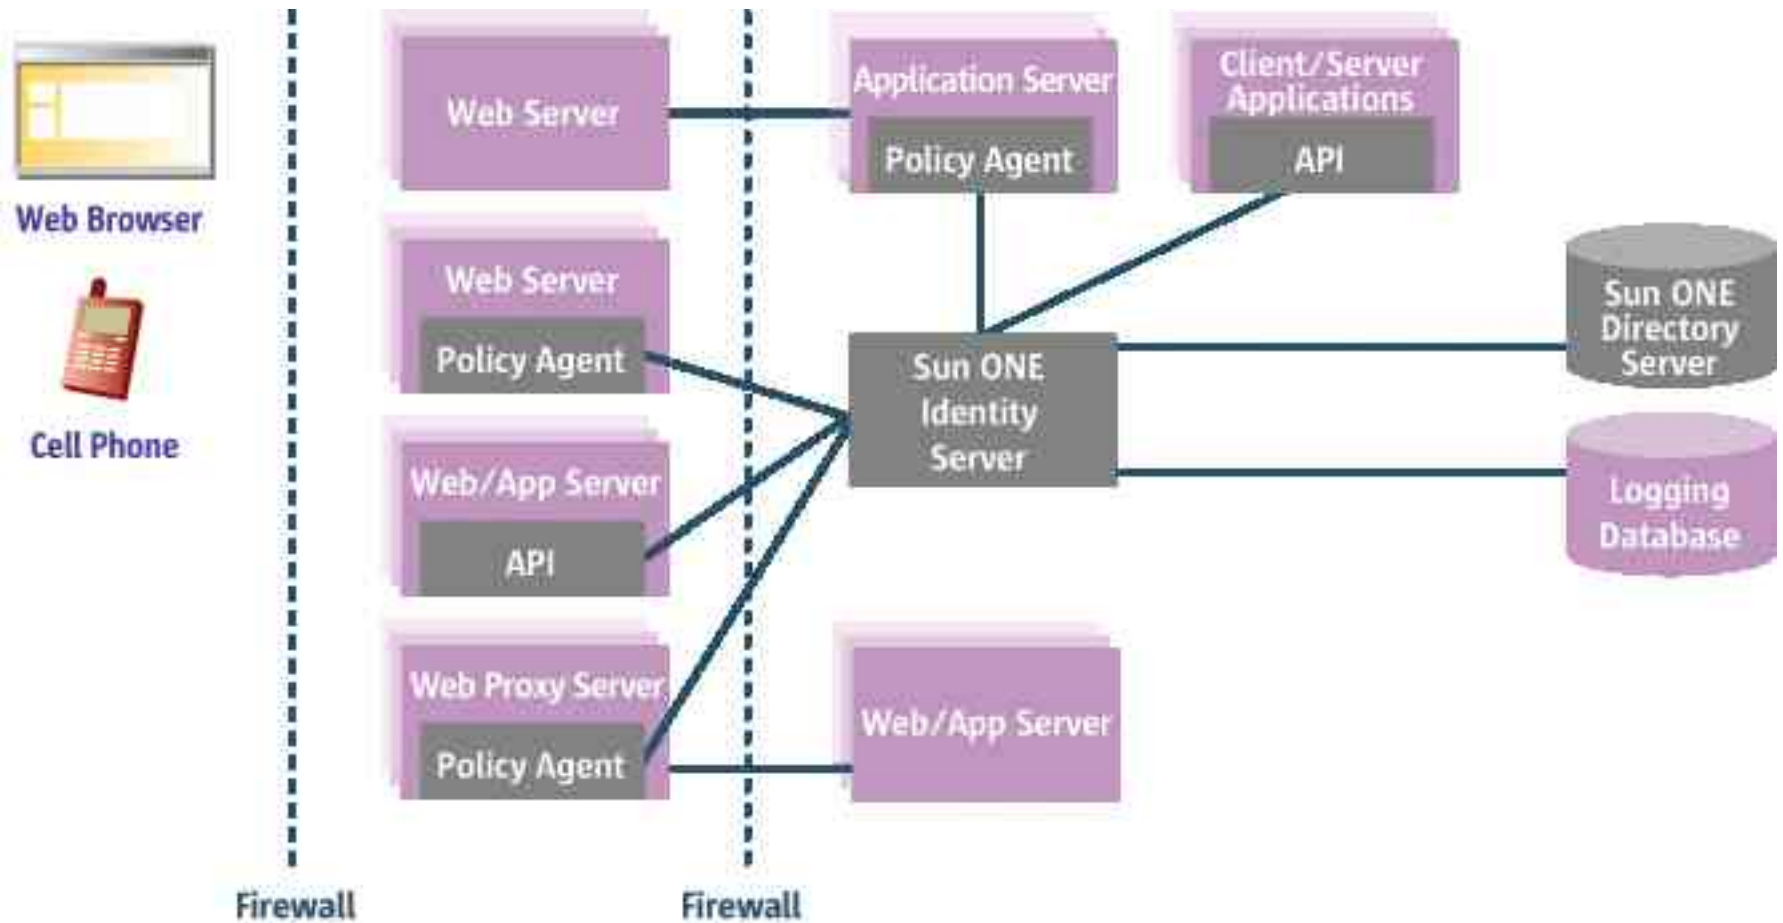 Web Browser
Cell Phone
Firewall
Web Server
Web Server
Policy Agent
Web/App Server
API
Web Proxy Server
Policy Agent
Firewall
Application Server
Policy Agent
Client/Server
Applications
API
Sun ONE
Identity
Server
Web/App Server
Sun ONE
Directory
Server
Logging
Database